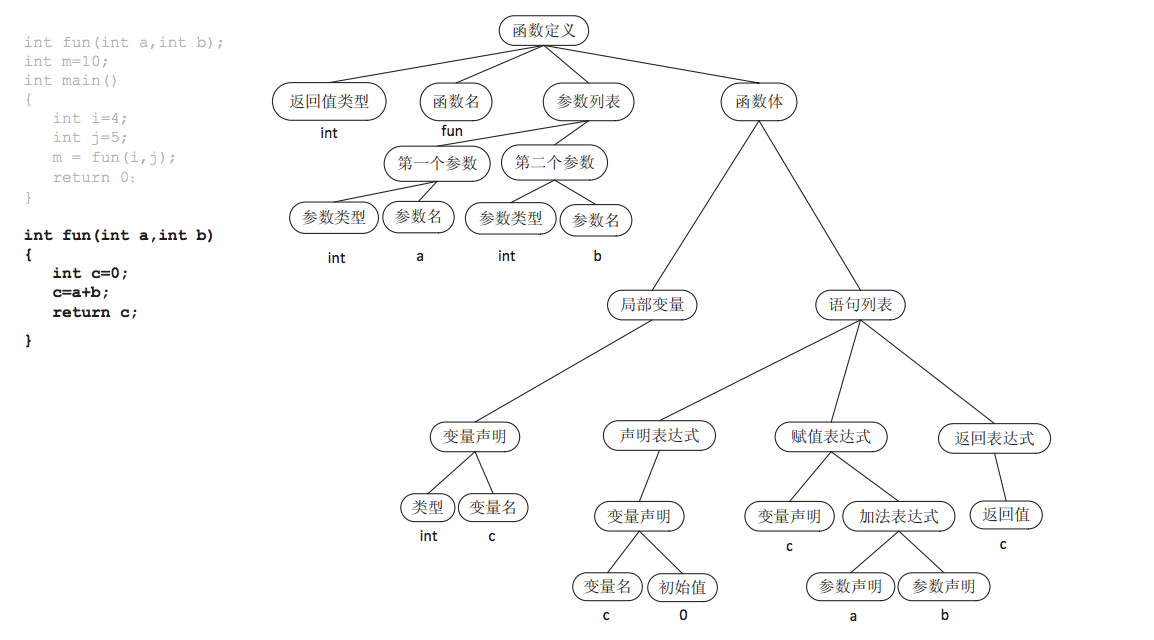 int fun(int a,int b);
int m=10;
int main()
{
int i=4;
int j=5;
m = fun(i,j);
return 0;
}
int fun(int a,int b)
{
int c=0;
c=a+b;
return c;
}
函数定义
返回值类型 函数名 参数列表 函数体
int fun
第一个参数 第二个参数
参数类型 参数名 参数类型 参数名
int a int b
局部变量 语句列表
变量声明 声明表达式 赋值表达式 返回表达式
类型 变量名 变量声明 变量声明 加法表达式 返回值
int c c c
变量名 初始值 参数声明 参数声明
c 0 a b